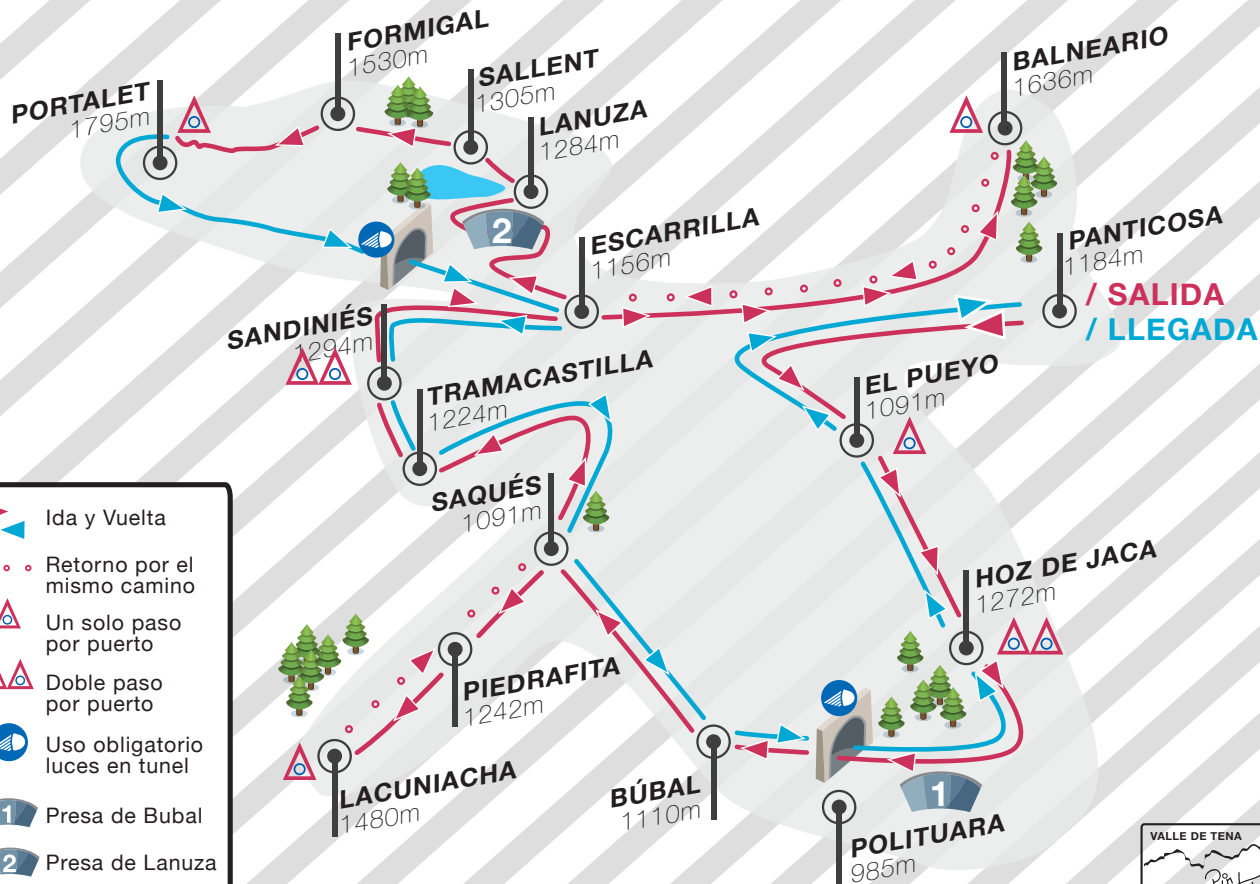 FORMIGAL
1530m
SALLENT
1305m
PORTALET
1795m
LANUZA
1284m
BALNEARIO
1636m
2
ESCARRILLA
1156m
PANTICOSA
1184m
/ SALIDA
/ LLEGADA
SANDINIÉS
1294m
TRAMACASTILLA
1224m
EL PUEYO
1091m
SAQUÉS
1091m
HOZ DE JACA
1272m
PIEDRAFITA
1242m
LACUNIACHA
1480m
BÚBAL
1110m
1
POLITUARA
985m
Ida y Vuelta
Retorno por el
mismo camino
Un solo paso
por puerto
Doble paso
por puerto
Uso obligatorio
luces en tunel
1 Presa de Bubal
2 Presa de Lanuza
VALLE DE TENA